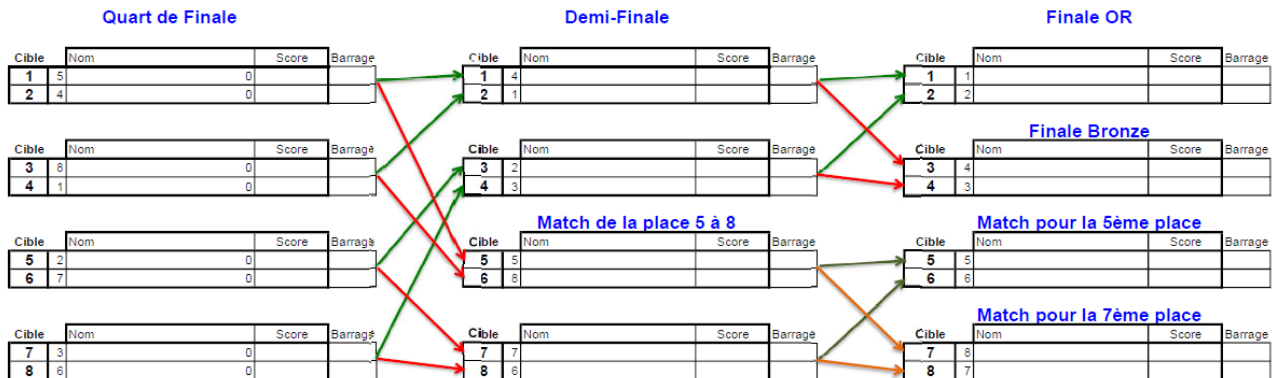 Quart de Finale Demi-Finale Finale OR
Cible Nom Score Barrage Cible Nom Score Barrage Cible Nom Score Barrage
1 5 0 1 4 1 1
2 4 0 2 1 2 2
Finale Bronze
Cible Nom Score Barrage Cible Nom Score Barrage Cible Nom Score Barrage
3 8 0 3 2 3 4
4 1 0 4 3 4 3
Match de la place 5 à 8 Match pour la 5ème place
Cible Nom Score Barrage Cible Nom Score Barrage Cible Nom Score Barrage
5 2 0 5 5 5 5
6 7 0 6 8 6 6
Match pour la 7ème place
Cible Nom Score Barrage Cible Nom Score Barrage Cible Nom Score Barrage
7 3 0 7 7 7 8
8 6 0 8 6 8 7